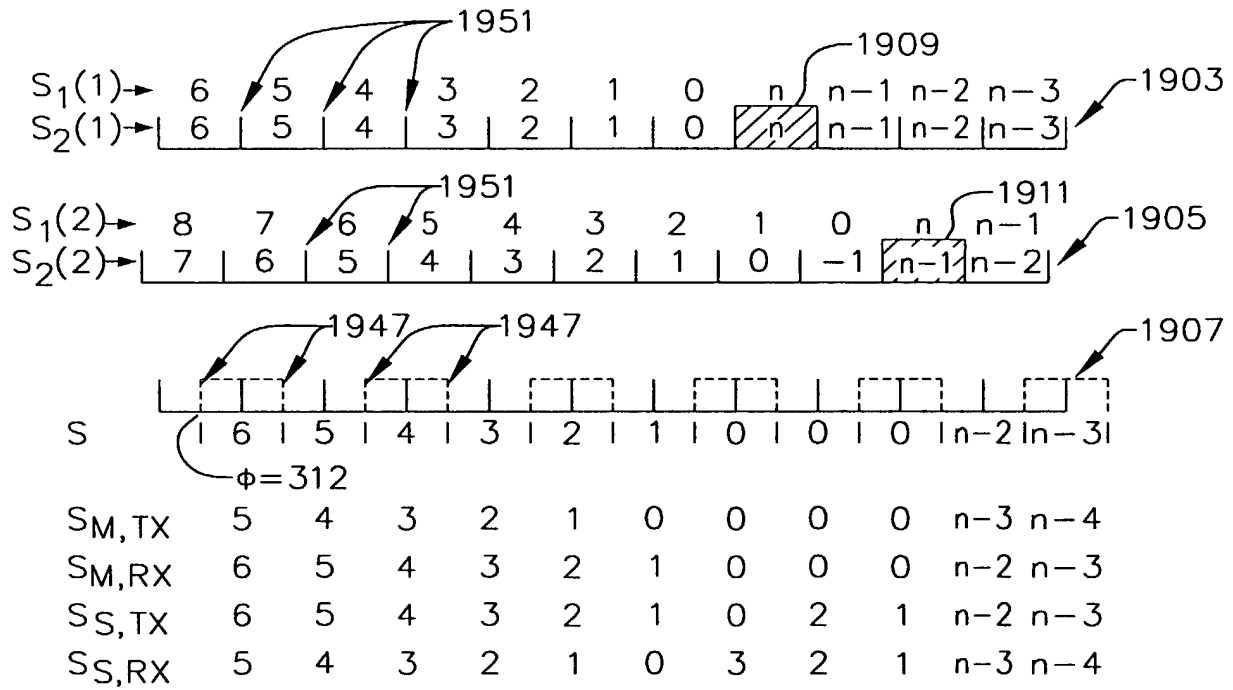 1951
1909
S1(1) 6 5 4 3 2 1 0 n n-1 n-2 n-3
1903
S2(1) 6 5 4 3 2 1 0 n n-1 n-2 n-3
1951
1911
S1(2) 8 7 6 5 4 3 2 1 0 n n-1
1905
S2(2) 7 6 5 4 3 2 1 0 -1 n-1 n-2
1947 1947 1907
S 6 5 4 3 2 1 0 0 0 n-2 n-3
ϕ=312
SM,TX 5 4 3 2 1 0 0 0 0 n-3 n-4
SM,RX 6 5 4 3 2 1 0 0 0 n-2 n-3
SS,TX 6 5 4 3 2 1 0 2 1 n-2 n-3
SS,RX 5 4 3 2 1 0 3 2 1 n-3 n-4